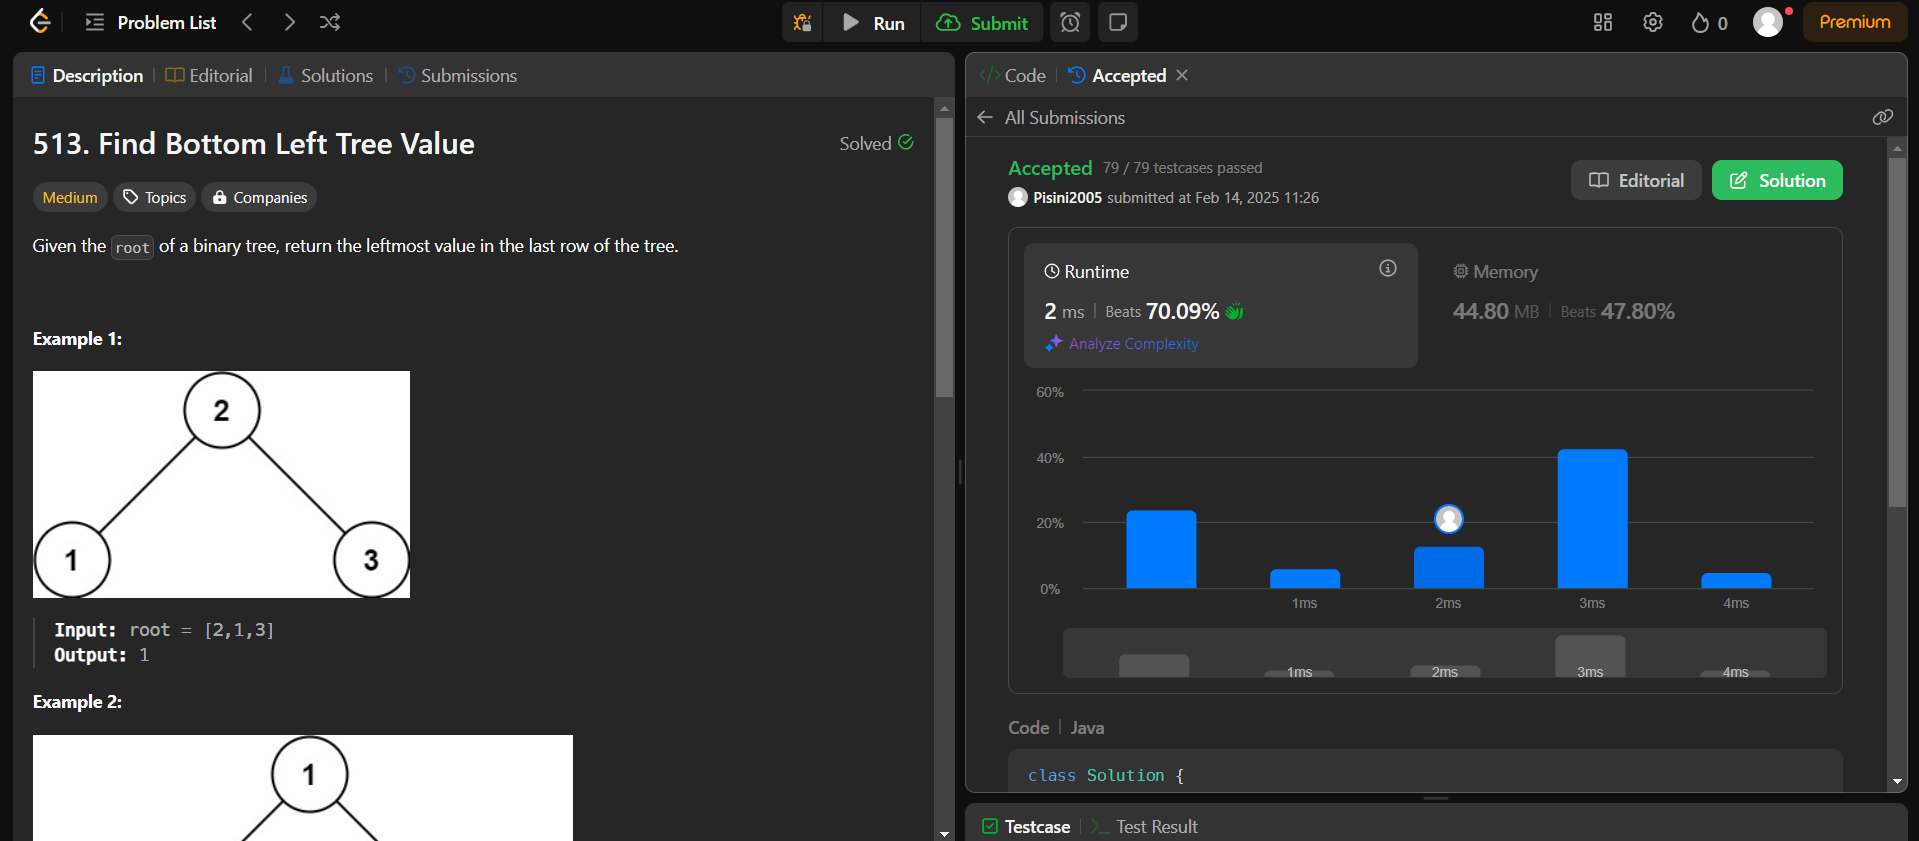 Problem List
Run
Submit
0
Premium
Description
Editorial
Solutions
Submissions
513. Find Bottom Left Tree Value
Solved
Medium
Topics
Companies
Given the root of a binary tree, return the leftmost value in the last row of the tree.
Example 1:
2
1
3
Input: root = [2,1,3]
Output: 1
Example 2:
1
</> Code
Accepted
All Submissions
Accepted 79 / 79 testcases passed
Pisini2005 submitted at Feb 14, 2025 11:26
Editorial
Solution
Runtime
2 ms | Beats 70.09%
Analyze Complexity
Memory
44.80 MB | Beats 47.80%
60%
40%
20%
0%
1ms
2ms
3ms
4ms
1ms
2ms
3ms
4ms
Code | Java
class Solution {
Testcase
>_ Test Result